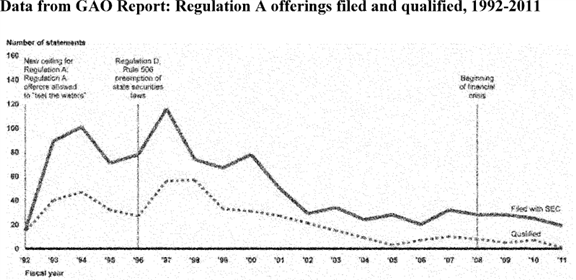 Data from GAO Report: Regulation A offerings filed and qualified, 1992-2011
Number of statements
160
New ceiling for
Regulation A;
Regulation A
offerors allowed
to "test the waters"
Regulation D,
Rule 506
preemption of
state securities
laws
Beginning
of financial
crisis
140
120
100
80
60
40
20
0
Filed with SEC
Qualified
'92 '93 '94 '95 '96 '97 '98 '99 '00 '01 '02 '03 '04 '05 '06 '07 '08 '09 '10 '11
Fiscal year